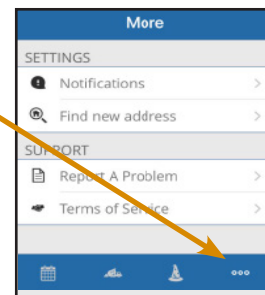 More
SETTINGS
Notifications
Find new address
SUPPORT
Report A Problem
Terms of Service